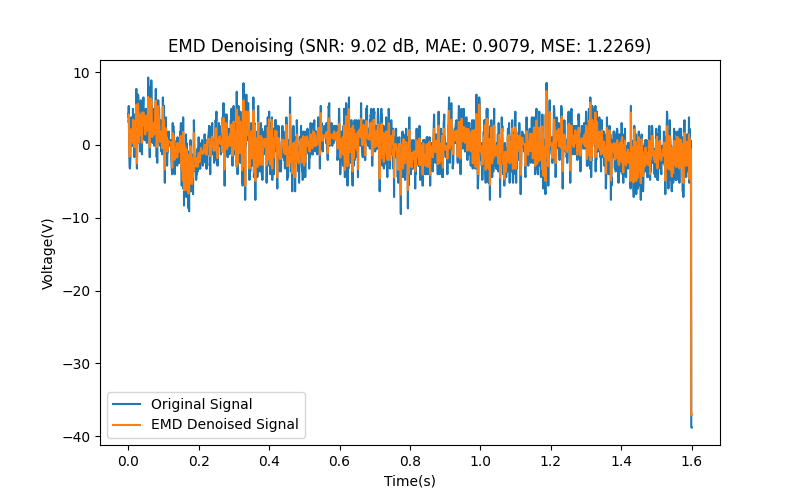 EMD Denoising (SNR: 9.02 dB, MAE: 0.9079, MSE: 1.2269)
10
0
−10
−20
−30
−40
Voltage(V)
Original Signal
EMD Denoised Signal
0.0 0.2 0.4 0.6 0.8 1.0 1.2 1.4 1.6
Time(s)